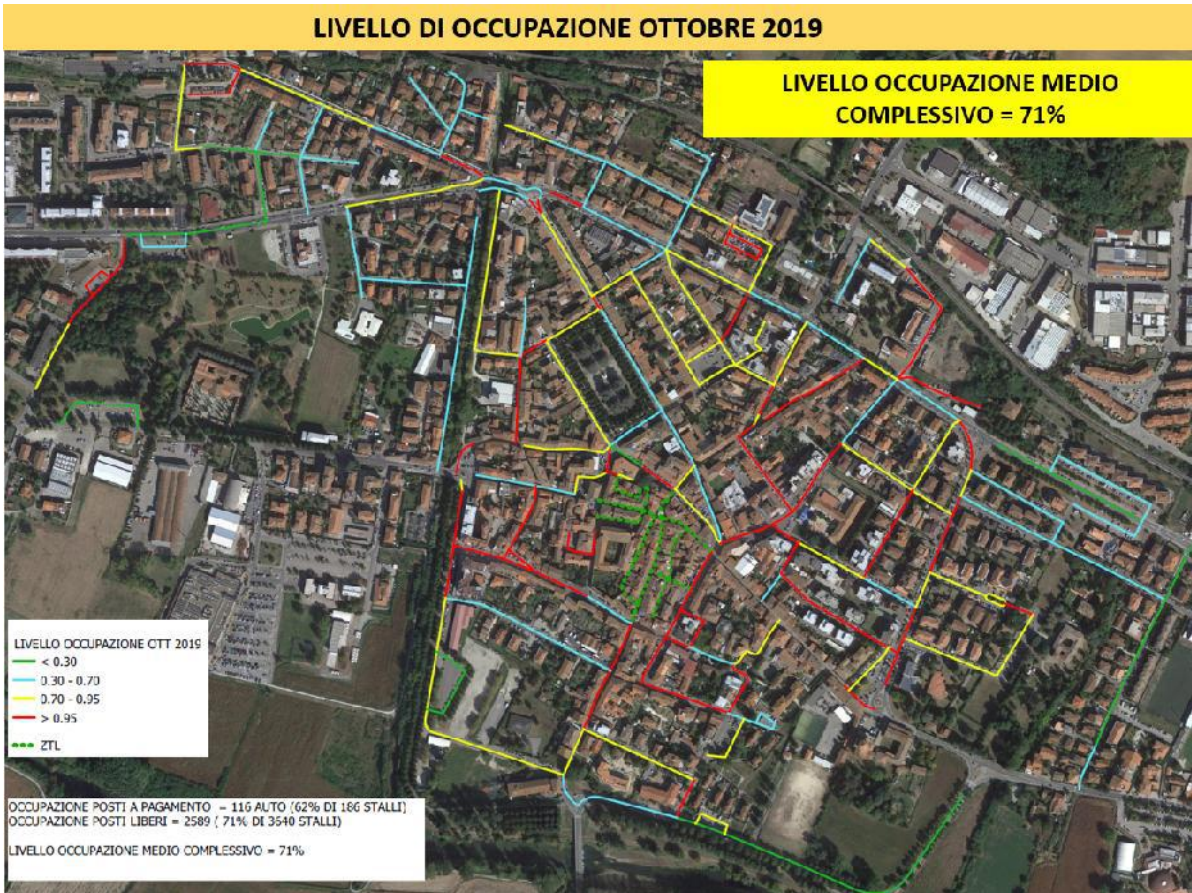 LIVELLO DI OCCUPAZIONE OTTOBRE 2019
LIVELLO OCCUPAZIONE MEDIO
COMPLESSIVO = 71%
LIVELLO OCCUPAZIONE OTT 2019
< 0.30
0.30 - 0.70
0.70 - 0.95
> 0.95
ZTL
OCCUPAZIONE POSTI A PAGAMENTO = 116 AUTO (62% DI 186 STALLI)
OCCUPAZIONE POSTI LIBERI = 2589 ( 71% DI 3640 STALLI)
LIVELLO OCCUPAZIONE MEDIO COMPLESSIVO = 71%